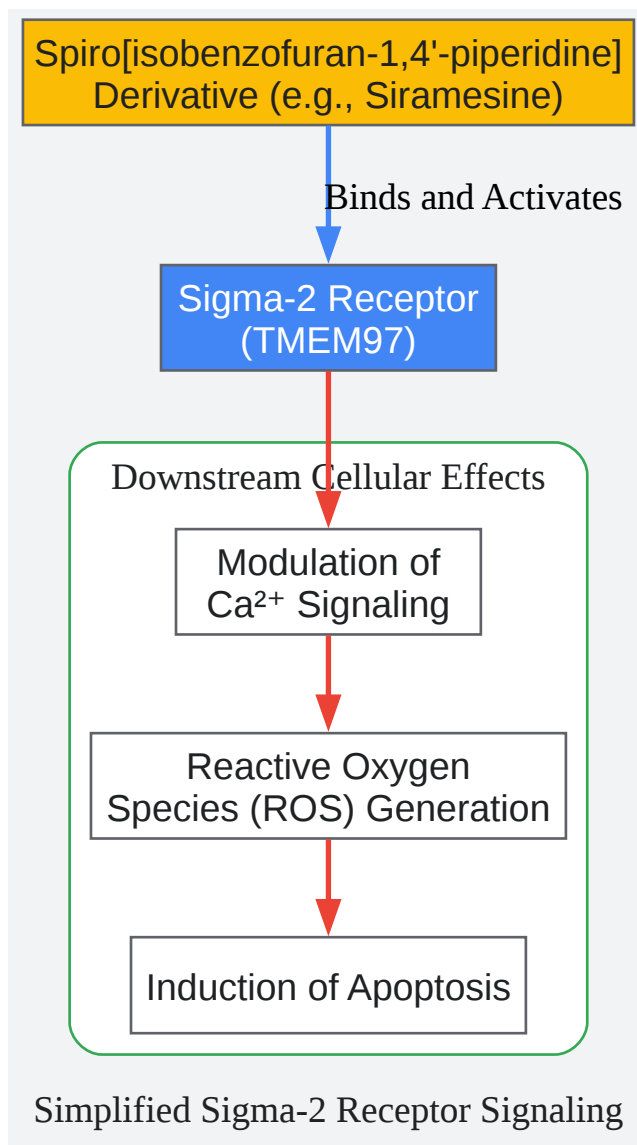 Spiro[isobenzofuran-1,4'-piperidine]
Derivative (e.g., Siramesine)
Binds and Activates
Sigma-2 Receptor
(TMEM97)
Downstream Cellular Effects
Modulation of
Ca²⁺ Signaling
Reactive Oxygen
Species (ROS) Generation
Induction of Apoptosis
Simplified Sigma-2 Receptor Signaling